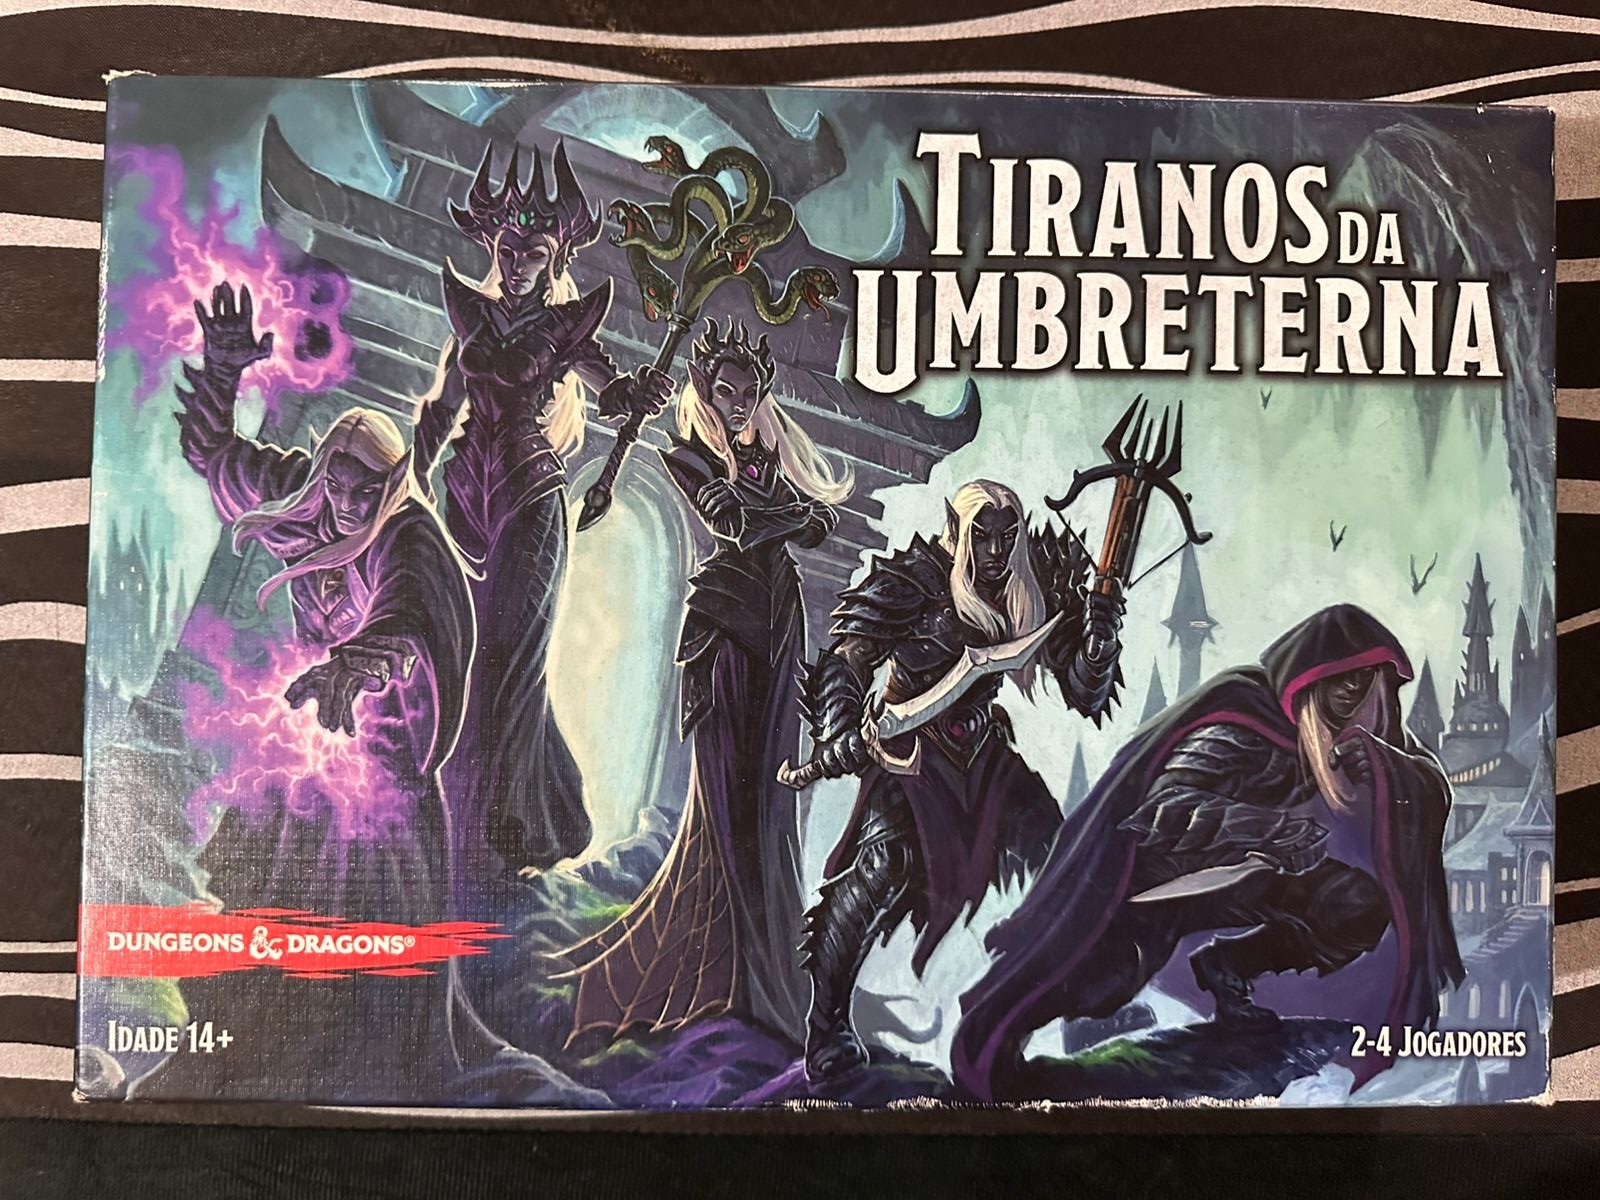 TIRANOS DA
UMBRETERNA
DUNGEONS & DRAGONS®
IDADE 14+
2-4 JOGADORES